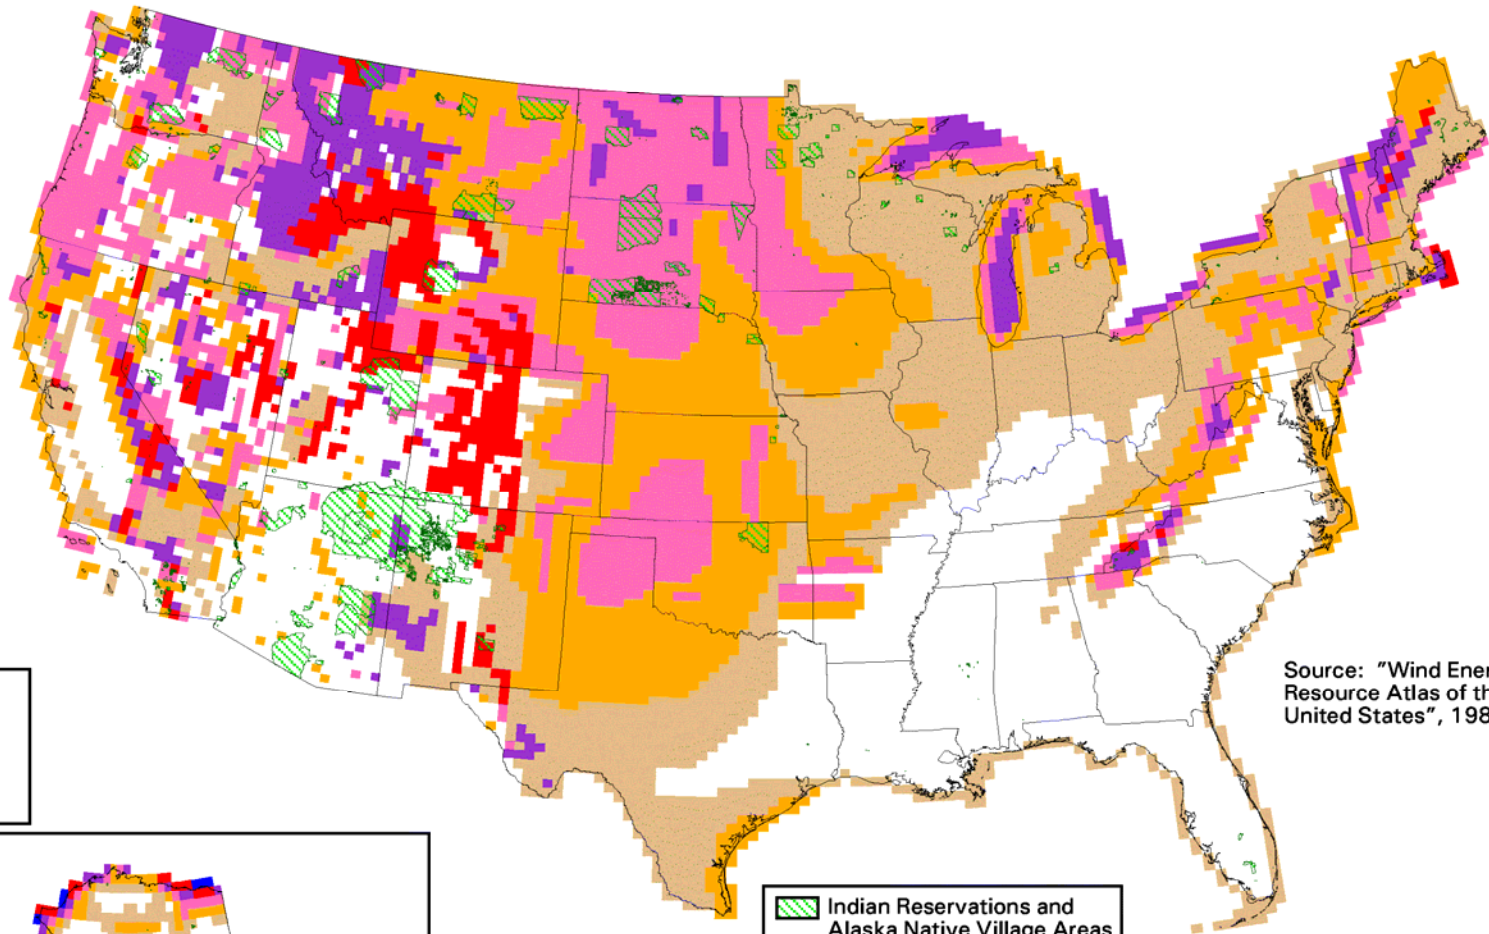 Source: "Wind Ener
Resource Atlas of th
United States", 198
Indian Reservations and
Alaska Native Village Areas